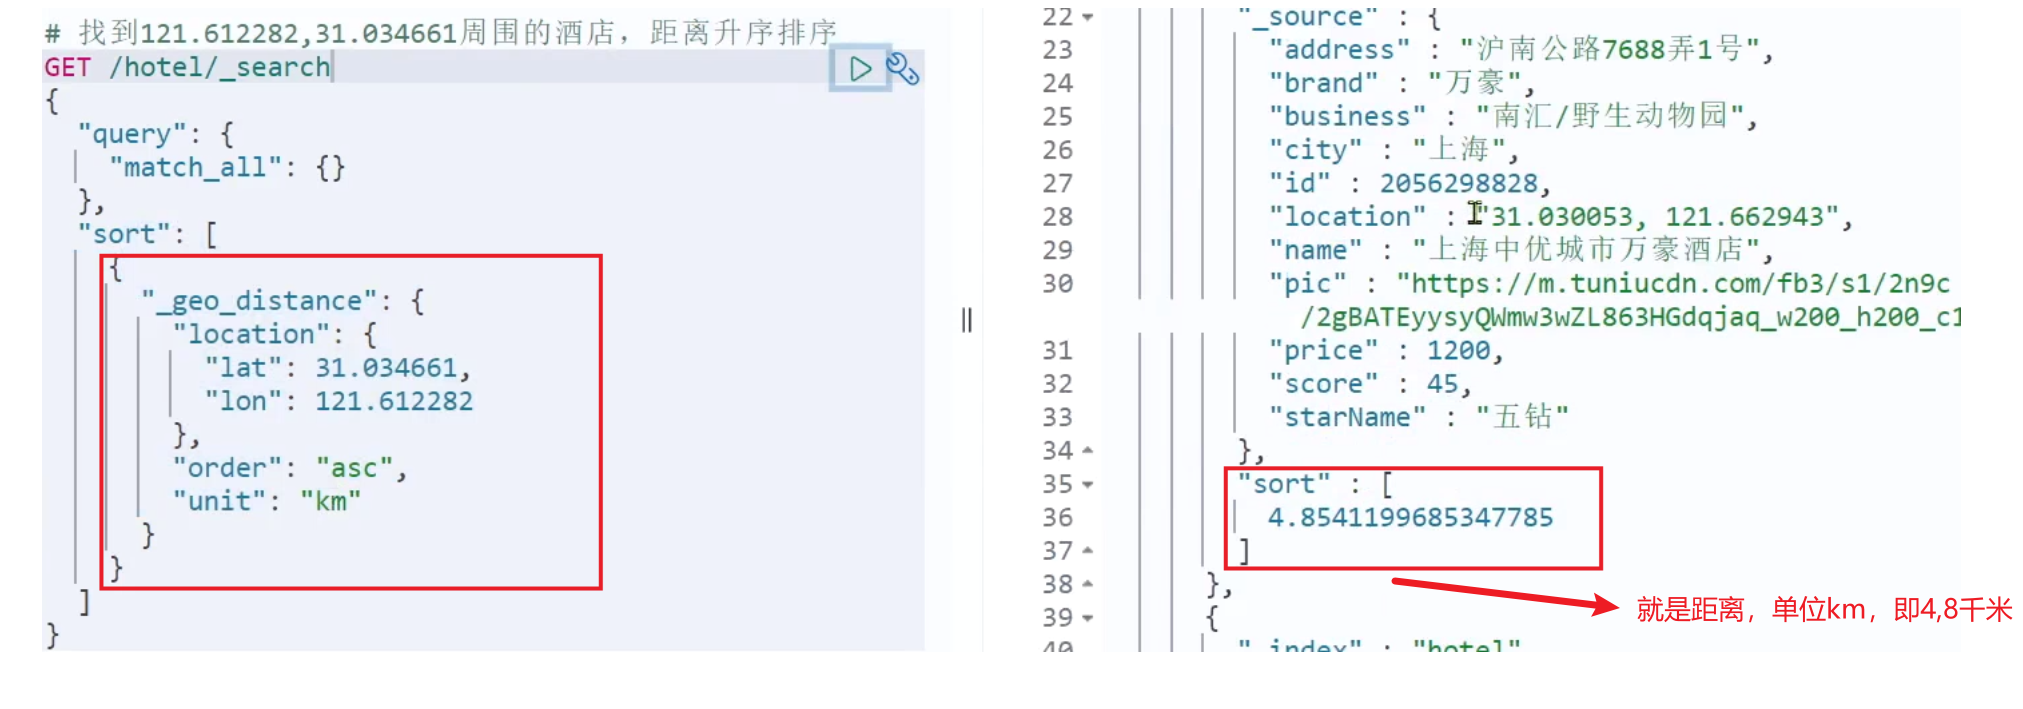 # 找到121.612282,31.034661周围的酒店，距离升序排序
GET /hotel/_search
{
"query": {
"match_all": {}
},
"sort": [
{
"_geo_distance": {
"location": {
"lat": 31.034661,
"lon": 121.612282
},
"order": "asc",
"unit": "km"
}
}
]
}
22
"_source" : {
23
"address" : "沪南公路7688弄1号",
24
"brand" : "万豪",
25
"business" : "南汇/野生动物园",
26
"city" : "上海",
27
"id" : 2056298828,
28
"location" : "31.030053, 121.662943",
29
"name" : "上海中优城市万豪酒店",
30
"pic" : "https://m.tuniucdn.com/fb3/s1/2n9c
/2gBATEyysyQWmw3wZL863HGdqjaq_w200_h200_c1
31
"price" : 1200,
32
"score" : 45,
33
"starName" : "五钻"
34
},
35
"sort" : [
36
4.8541199685347785
37
]
38
},
39
{
40
"_index" : "hotel"
就是距离，单位km，即4,8千米